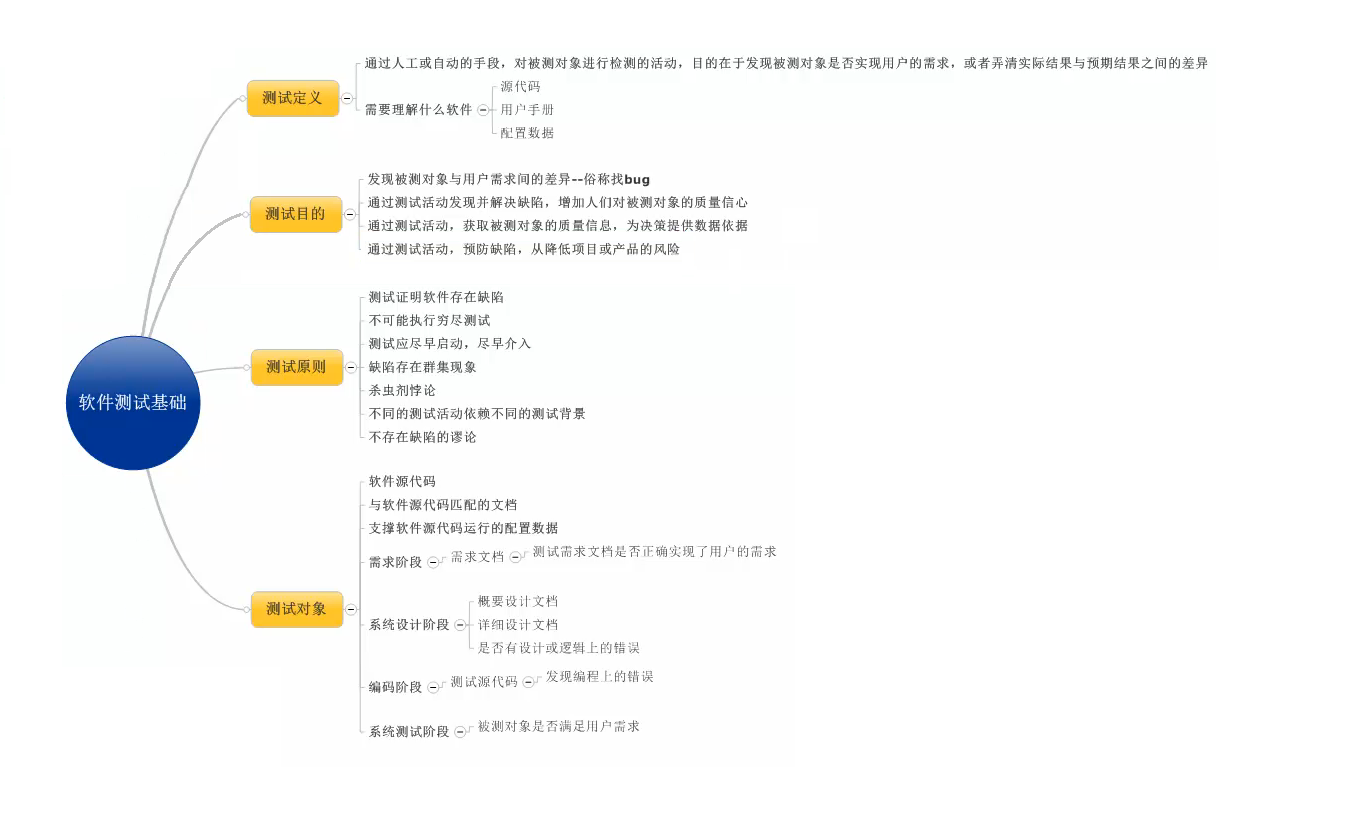 通过人工或自动的手段，对被测对象进行检测的活动，目的在于发现被测对象是否实现用户的需求，或者弄清实际结果与预期结果之间的差异
测试定义
源代码
需要理解什么软件
用户手册
配置数据
发现被测对象与用户需求间的差异--俗称找bug
通过测试活动发现并解决缺陷，增加人们对被测对象的质量信心
测试目的
通过测试活动，获取被测对象的质量信息，为决策提供数据依据
通过测试活动，预防缺陷，从降低项目或产品的风险
测试证明软件存在缺陷
不可能执行穷尽测试
测试应尽早启动，尽早介入
测试原则
缺陷存在群集现象
杀虫剂悖论
不同的测试活动依赖不同的测试背景
不存在缺陷的谬论
软件测试基础
软件源代码
与软件源代码匹配的文档
支撑软件源代码运行的配置数据
需求阶段
需求文档
测试需求文档是否正确实现了用户的需求
测试对象
概要设计文档
系统设计阶段
详细设计文档
是否有设计或逻辑上的错误
编码阶段
测试源代码
发现编程上的错误
系统测试阶段
被测对象是否满足用户需求